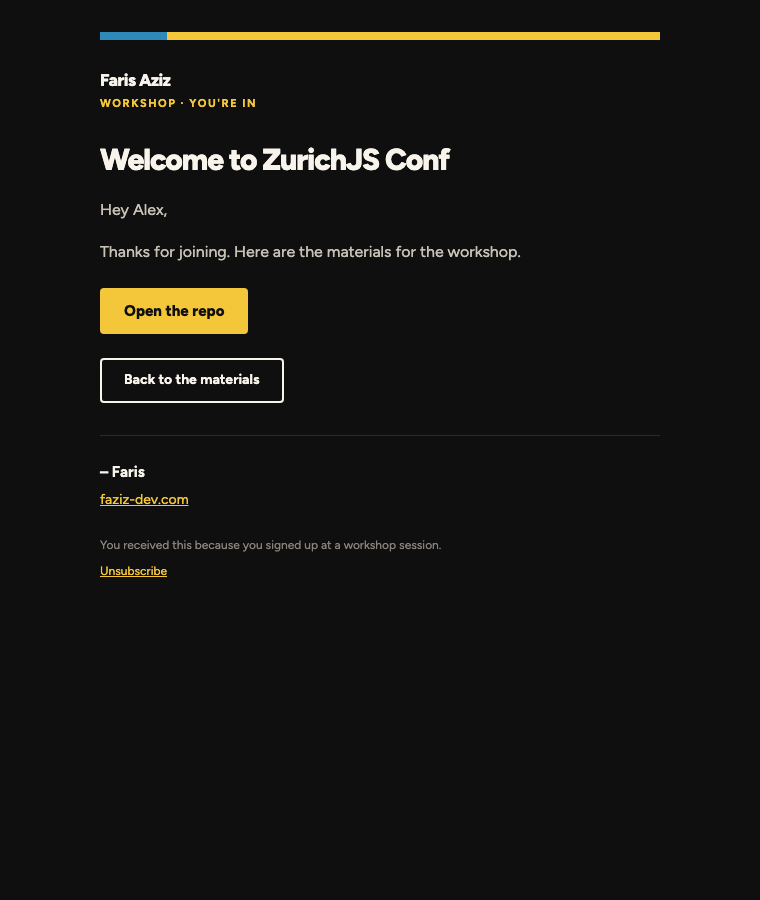 Faris Aziz
WORKSHOP · YOU'RE IN
Welcome to ZurichJS Conf
Hey Alex,
Thanks for joining. Here are the materials for the workshop.
Open the repo
Back to the materials
– Faris
faziz-dev.com
You received this because you signed up at a workshop session.
Unsubscribe